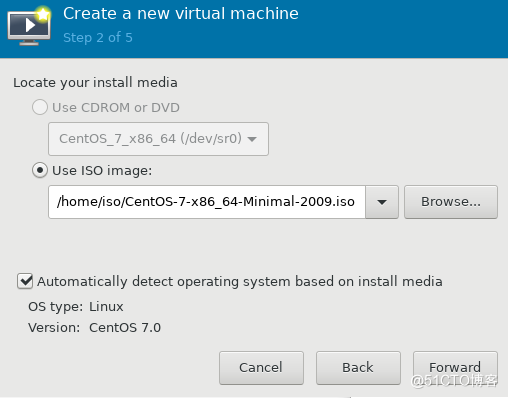 Create a new virtual machine
Step 2 of 5
Locate your install media
Use CDROM or DVD
CentOS_7_x86_64 (/dev/sr0)
Use ISO image:
/home/iso/CentOS-7-x86_64-Minimal-2009.iso
Browse...
Automatically detect operating system based on install media
OS type: Linux
Version: CentOS 7.0
Cancel
Back
Forward
@51CTO博客